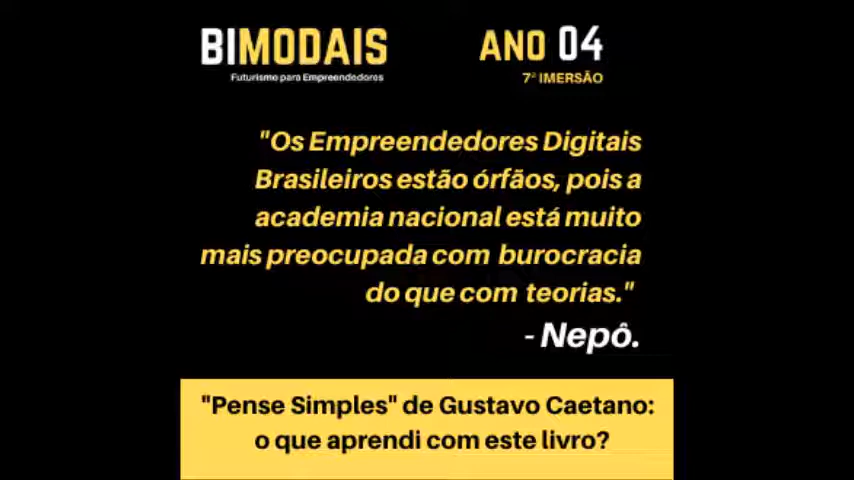 BIMODAIS
Futurismo para Empreendedores
ANO 04
7ª IMERSÃO
"Os Empreendedores Digitais
Brasileiros estão órfãos, pois a
academia nacional está muito
mais preocupada com burocracia
do que com teorias."
- Nepô.
"Pense Simples" de Gustavo Caetano:
o que aprendi com este livro?